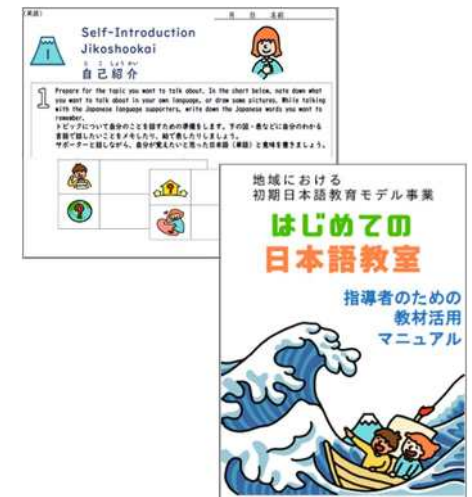 (英語)
月 日 名前
1
Self-Introduction
Jikoshookai
じ こ しょうかい
自己紹介
1 Prepare for the topic you want to talk about. In the chart below, note down what
you want to talk about in your own language, or draw some pictures. While talking
with the Japanese language supporters, write down the Japanese words you want to
remember.
トピックについて自分のことを話すための準備をします。下の図・表などに自分のわかる
言語で話したいことをメモしたり、絵で表したりしましょう。
サポーターと話しながら、自分が覚えたいと思った日本語（単語）と意味を書きましょう。
地域における
初期日本語教育モデル事業
はじめての
日本語教室
指導者のための
教材活用
マニュアル